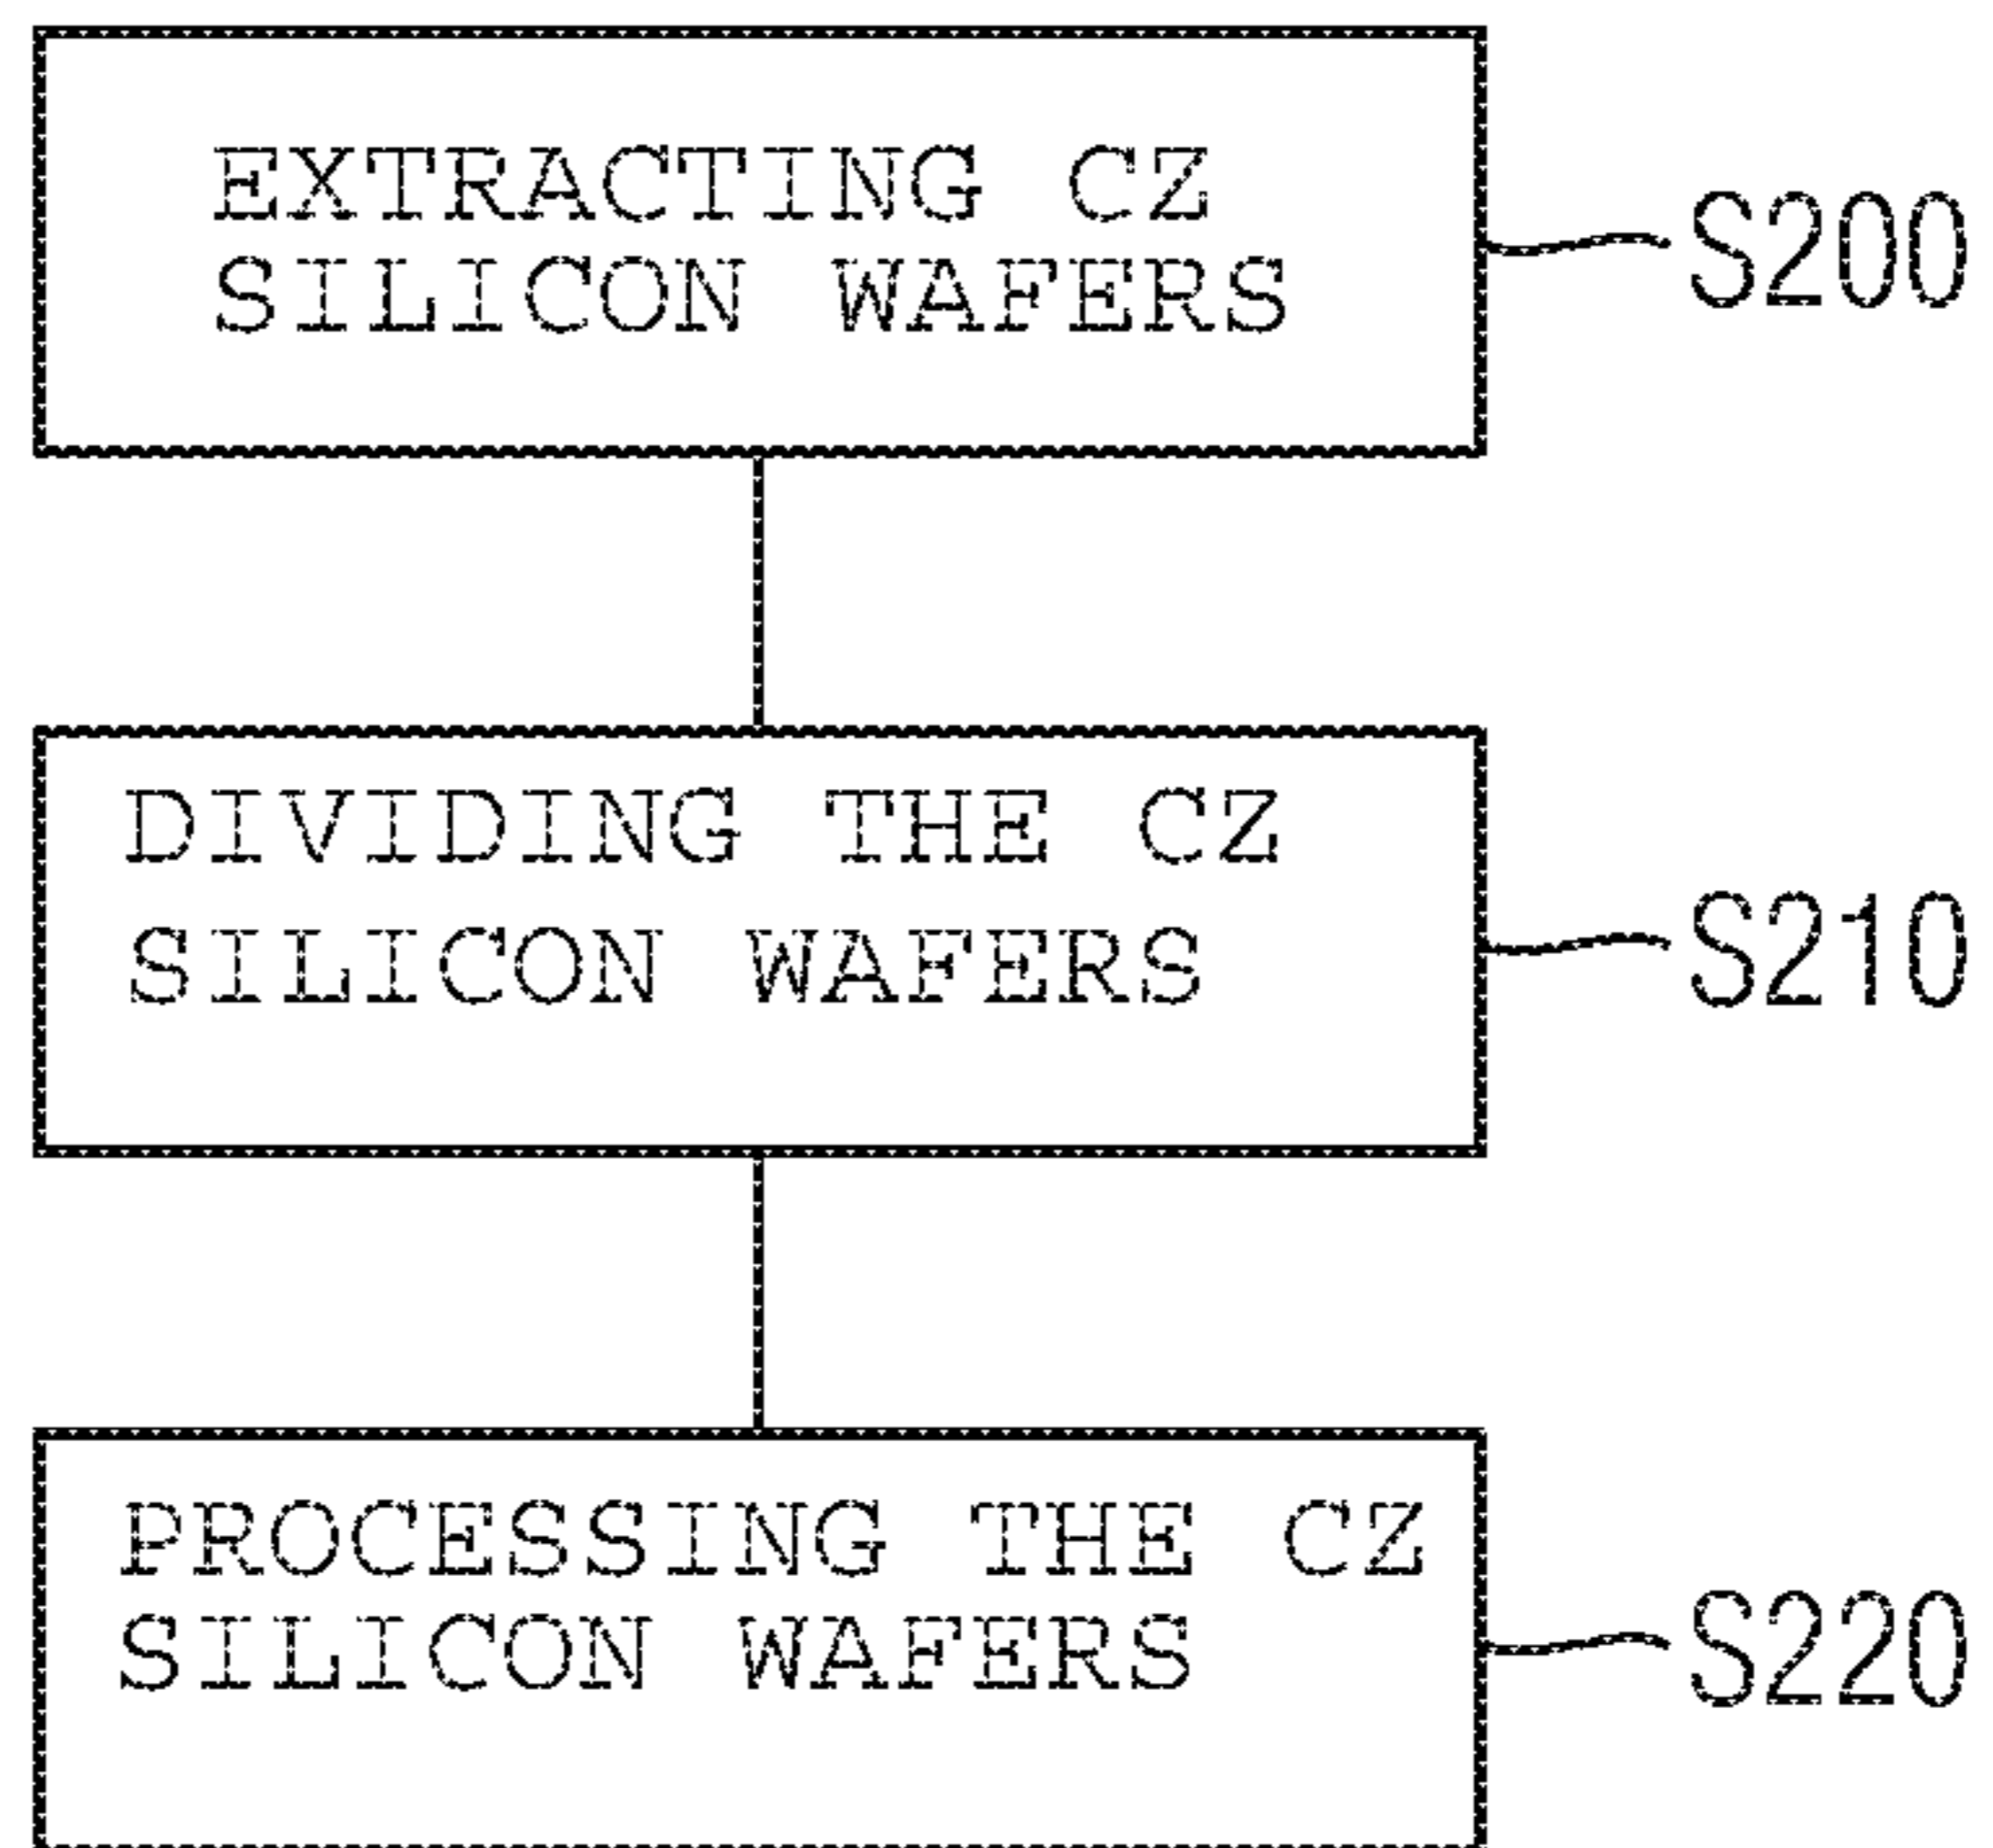 EXTRACTING CZ
SILICON WAFERS
S200
DIVIDING THE CZ
SILICON WAFERS
S210
PROCESSING THE CZ
SILICON WAFERS
S220